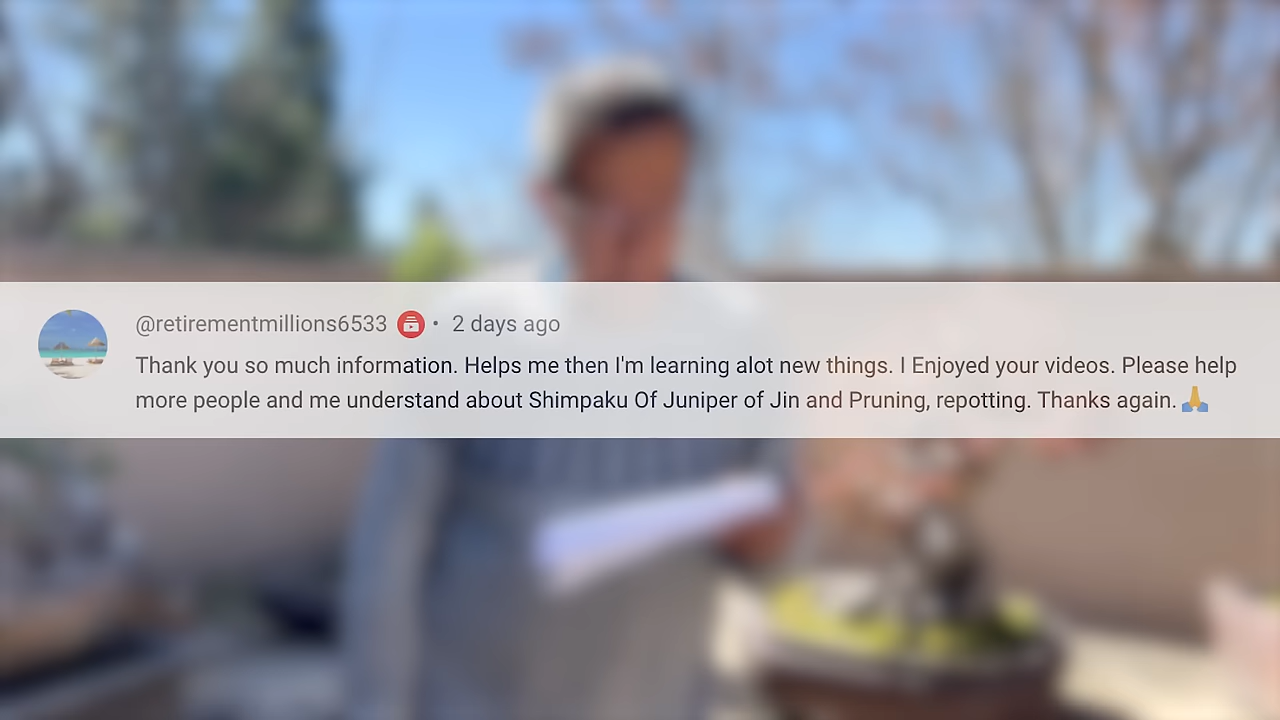 @retirementmillions6533 • 2 days ago
Thank you so much information. Helps me then I'm learning alot new things. I Enjoyed your videos. Please help
more people and me understand about Shimpaku Of Juniper of Jin and Pruning, repotting. Thanks again.🙏